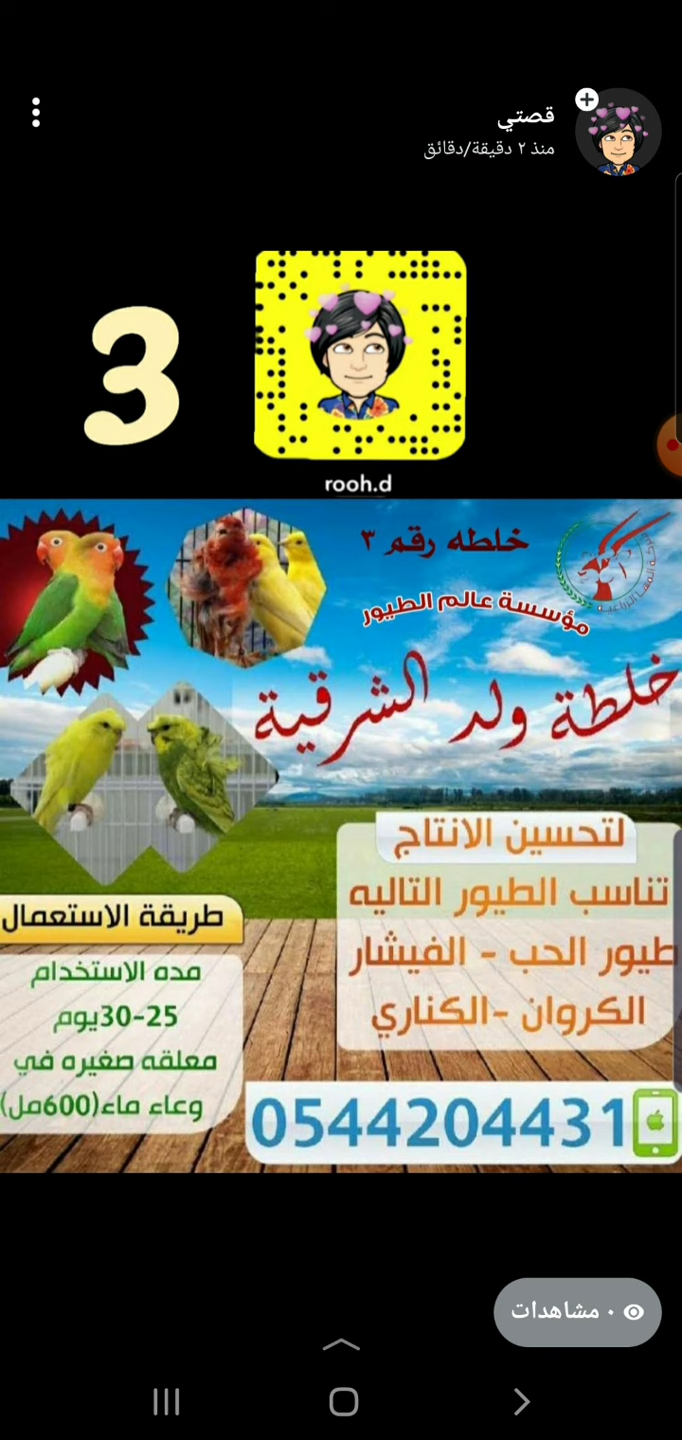 قصتي
منذ ٢ دقيقة/دقائق
3
rooh.d
خلطه رقم ٣
مؤسسة عالم الطيور
خلطة ولد الشرقية
لتحسين الانتاج
تناسب الطيور التاليه
طيور الحب - الفيشار
الكروان -الكناري
طريقة الاستعمال
مده الاستخدام
25-30يوم
معلقه صغيره في
وعاء ماء(600مل)
0544204431
٠ مشاهدات